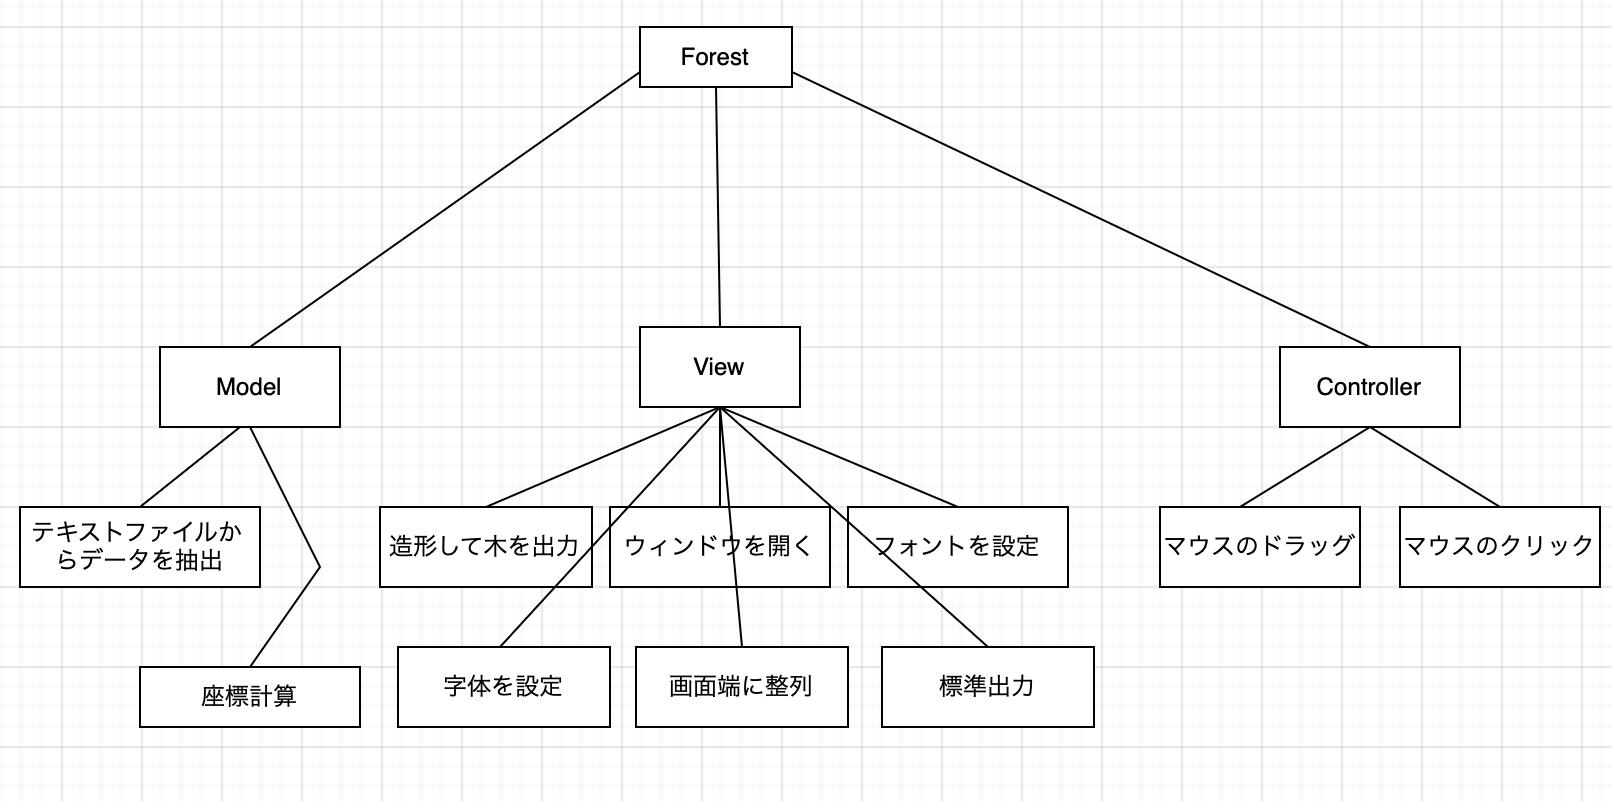 Forest
Model
View
Controller
テキストファイルか
らデータを抽出
造形して木を出力
ウィンドウを開く
フォントを設定
マウスのドラッグ
マウスのクリック
座標計算
字体を設定
画面端に整列
標準出力